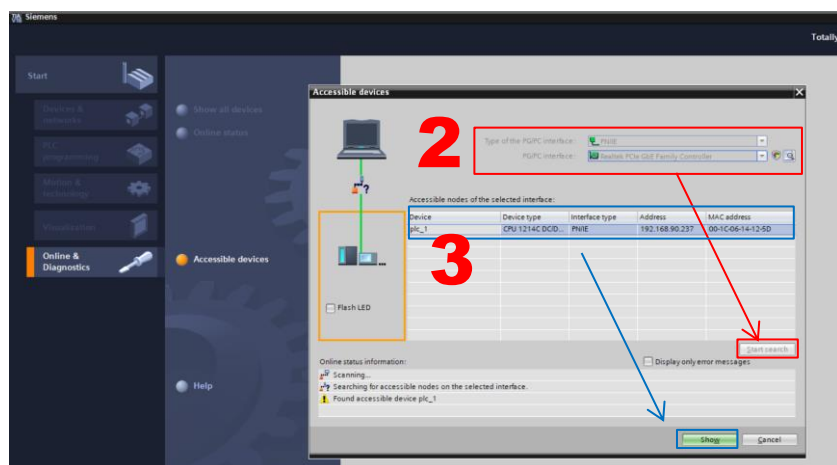 Siemens
Totally
Start
Devices & networks
PLC programming
Motion & technology
Visualization
Online & Diagnostics
Show all devices
Online status
Accessible devices
Help
Accessible devices
2
Type of the PG/PC interface: PN/IE
PG/PC interface: Realtek PCIe GbE Family Controller
Accessible nodes of the selected interface:
Device Device type Interface type Address MAC address
plc_1 CPU 1214C DC/D... PN/IE 192.168.90.237 00-1C-06-14-12-5D
3
Flash LED
Start search
Online status information:
Display only error messages
Scanning...
Searching for accessible nodes on the selected interface.
Found accessible device plc_1
Show
Cancel